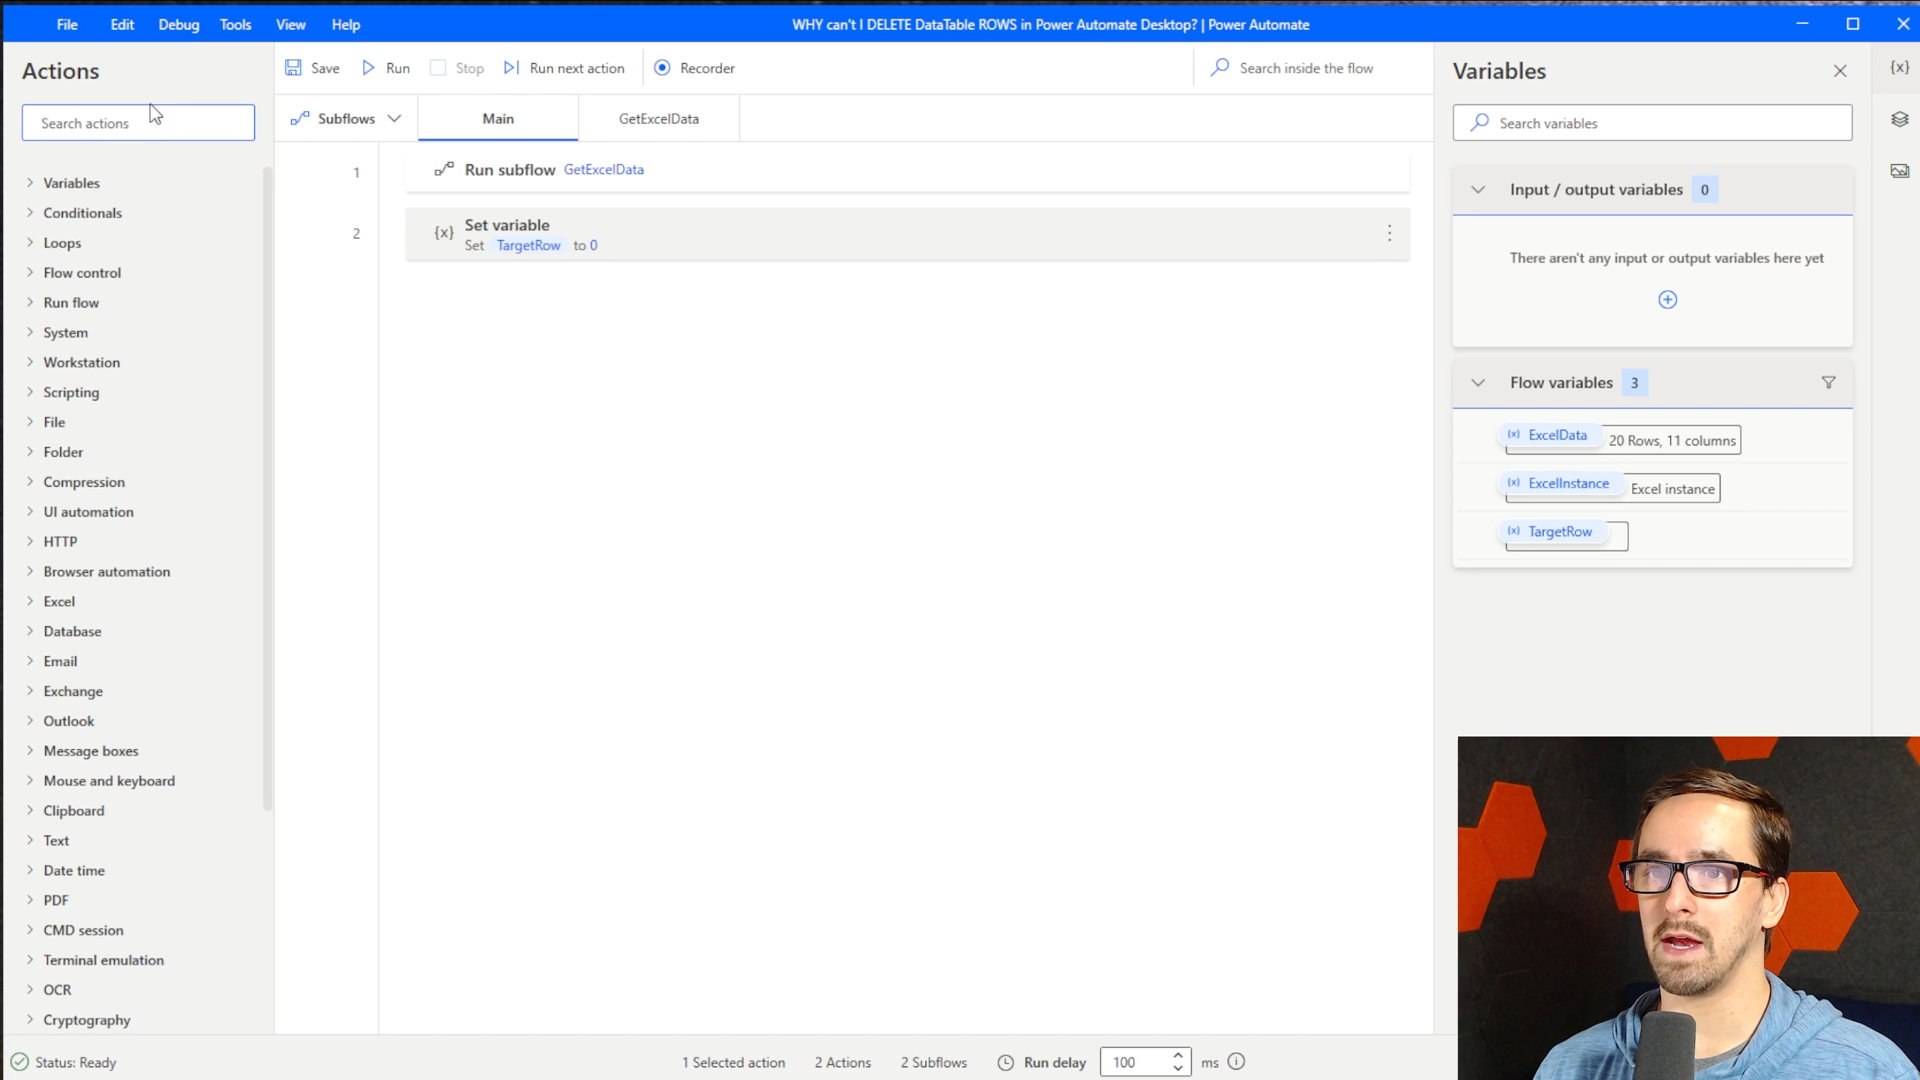 File Edit Debug Tools View Help
WHY can't I DELETE DataTable ROWS in Power Automate Desktop? | Power Automate
Actions
Search actions
Variables
Conditionals
Loops
Flow control
Run flow
System
Workstation
Scripting
File
Folder
Compression
UI automation
HTTP
Browser automation
Excel
Database
Email
Exchange
Outlook
Message boxes
Mouse and keyboard
Clipboard
Text
Date time
PDF
CMD session
Terminal emulation
OCR
Cryptography
Save Run Stop Run next action Recorder
Search inside the flow
Subflows Main GetExcelData
1 Run subflow GetExcelData
2 {x} Set variable
Set TargetRow to 0
Variables
{x}
Search variables
Input / output variables 0
There aren't any input or output variables here yet
Flow variables 3
(x) ExcelData 20 Rows, 11 columns
(x) ExcelInstance Excel instance
(x) TargetRow
Status: Ready
1 Selected action 2 Actions 2 Subflows Run delay 100 ms